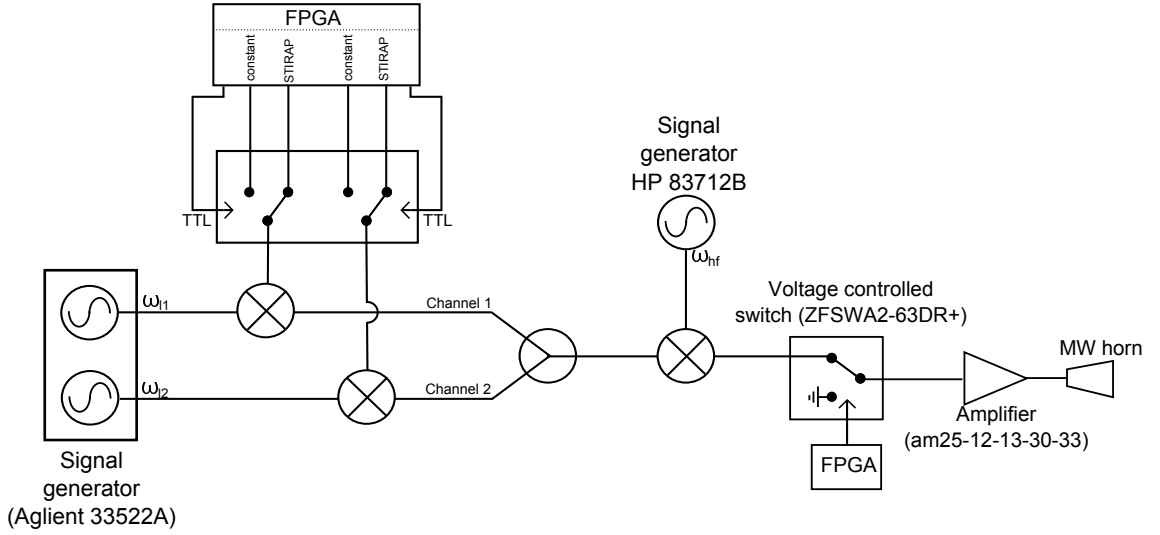 FPGA
constant
STIRAP
constant
STIRAP
TTL
TTL
Signal
generator
HP 83712B
ωhf
ωl1
Channel 1
Voltage controlled
switch (ZFSWA2-63DR+)
MW horn
ωl2
Channel 2
Amplifier
(am25-12-13-30-33)
FPGA
Signal
generator
(Aglient 33522A)